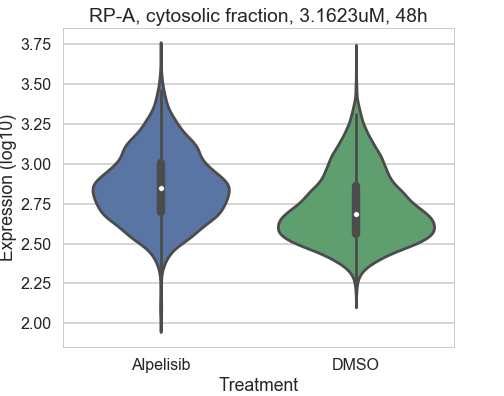 RP-A, cytosolic fraction, 3.1623uM, 48h
Expression (log10)
3.75
3.50
3.25
3.00
2.75
2.50
2.25
2.00
Alpelisib
DMSO
Treatment